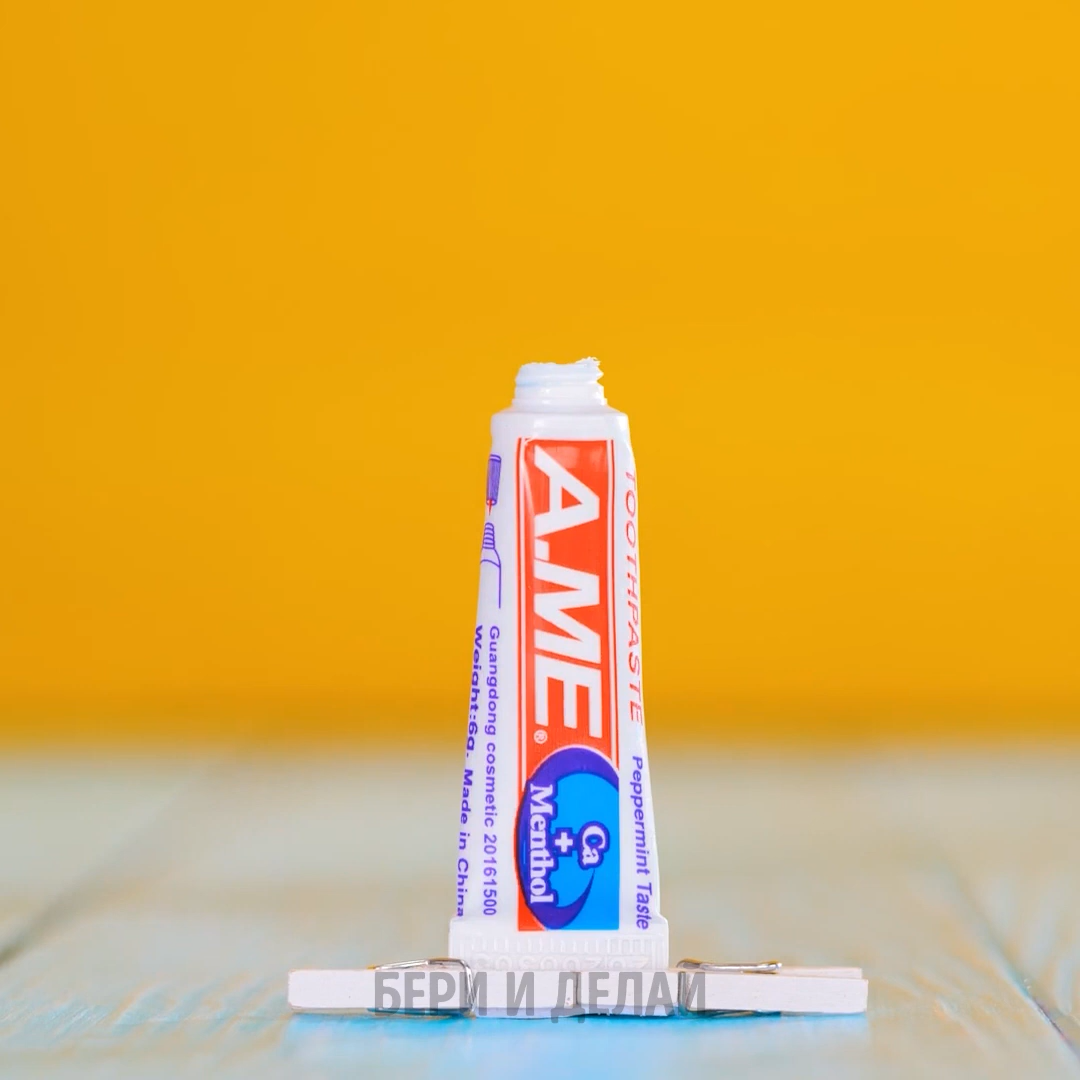 TOOTHPASTE Peppermint Taste
A.ME®
Ca
+
Menthol
Guangdong cosmetic 20161500
Weight:6g. Made in China
БЕРИ И ДЕЛАЙ